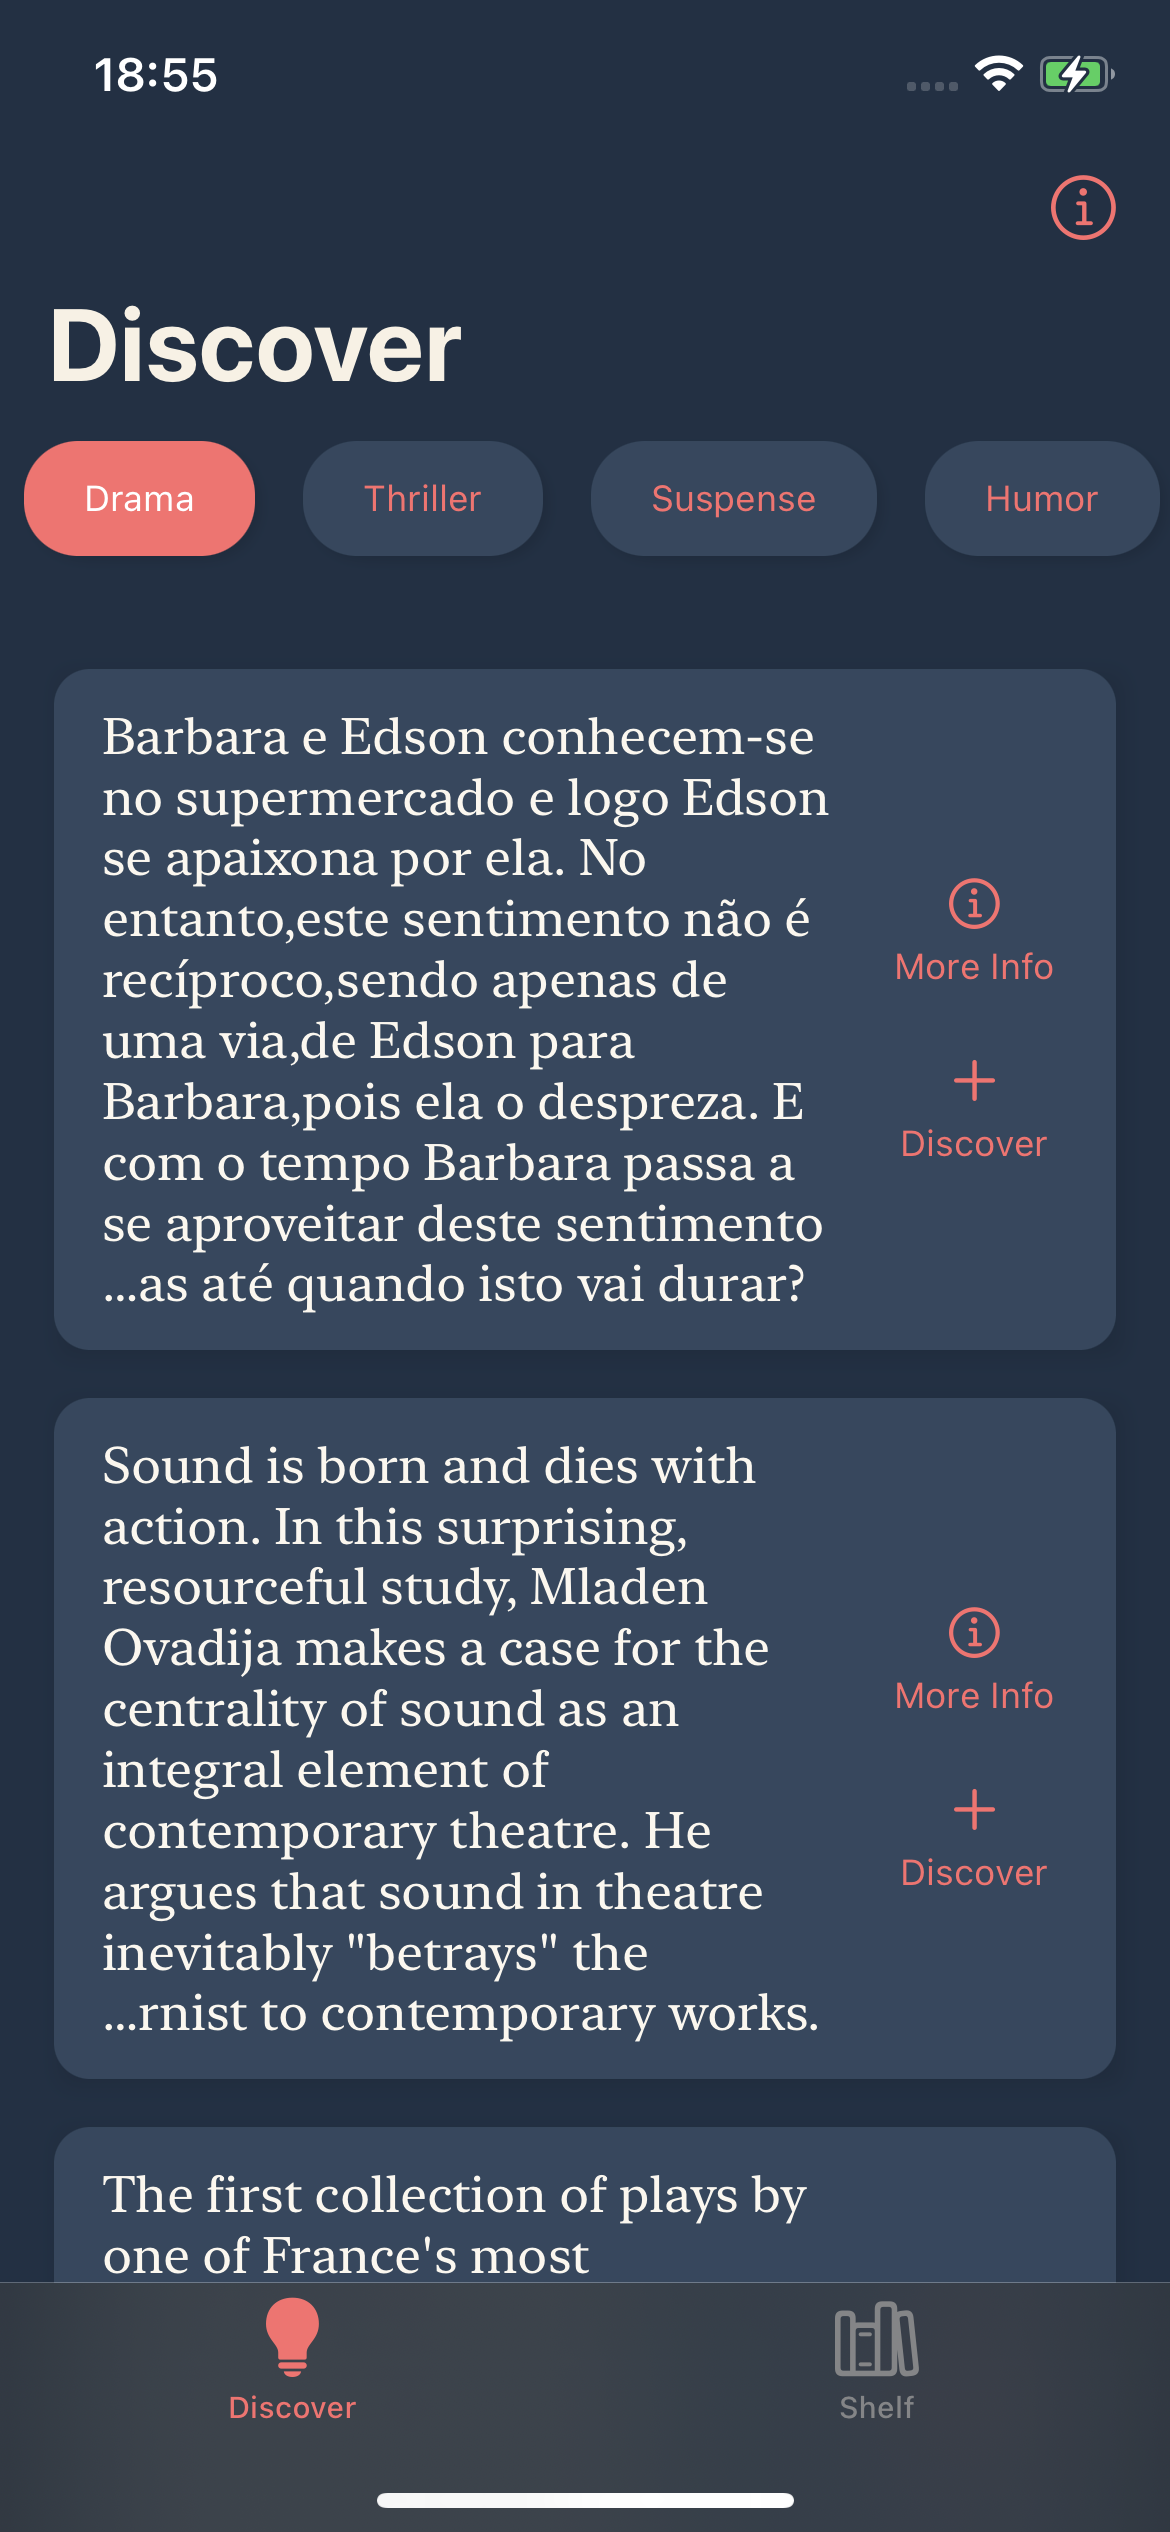 18:55
Discover
Drama
Thriller
Suspense
Humor
Barbara e Edson conhecem-se
no supermercado e logo Edson
se apaixona por ela. No
entanto,este sentimento não é
recíproco,sendo apenas de
uma via,de Edson para
Barbara,pois ela o despreza. E
com o tempo Barbara passa a
se aproveitar deste sentimento
...as até quando isto vai durar?
More Info
Discover
Sound is born and dies with
action. In this surprising,
resourceful study, Mladen
Ovadija makes a case for the
centrality of sound as an
integral element of
contemporary theatre. He
argues that sound in theatre
inevitably "betrays" the
...rnist to contemporary works.
More Info
Discover
The first collection of plays by
one of France's most
Discover
Shelf